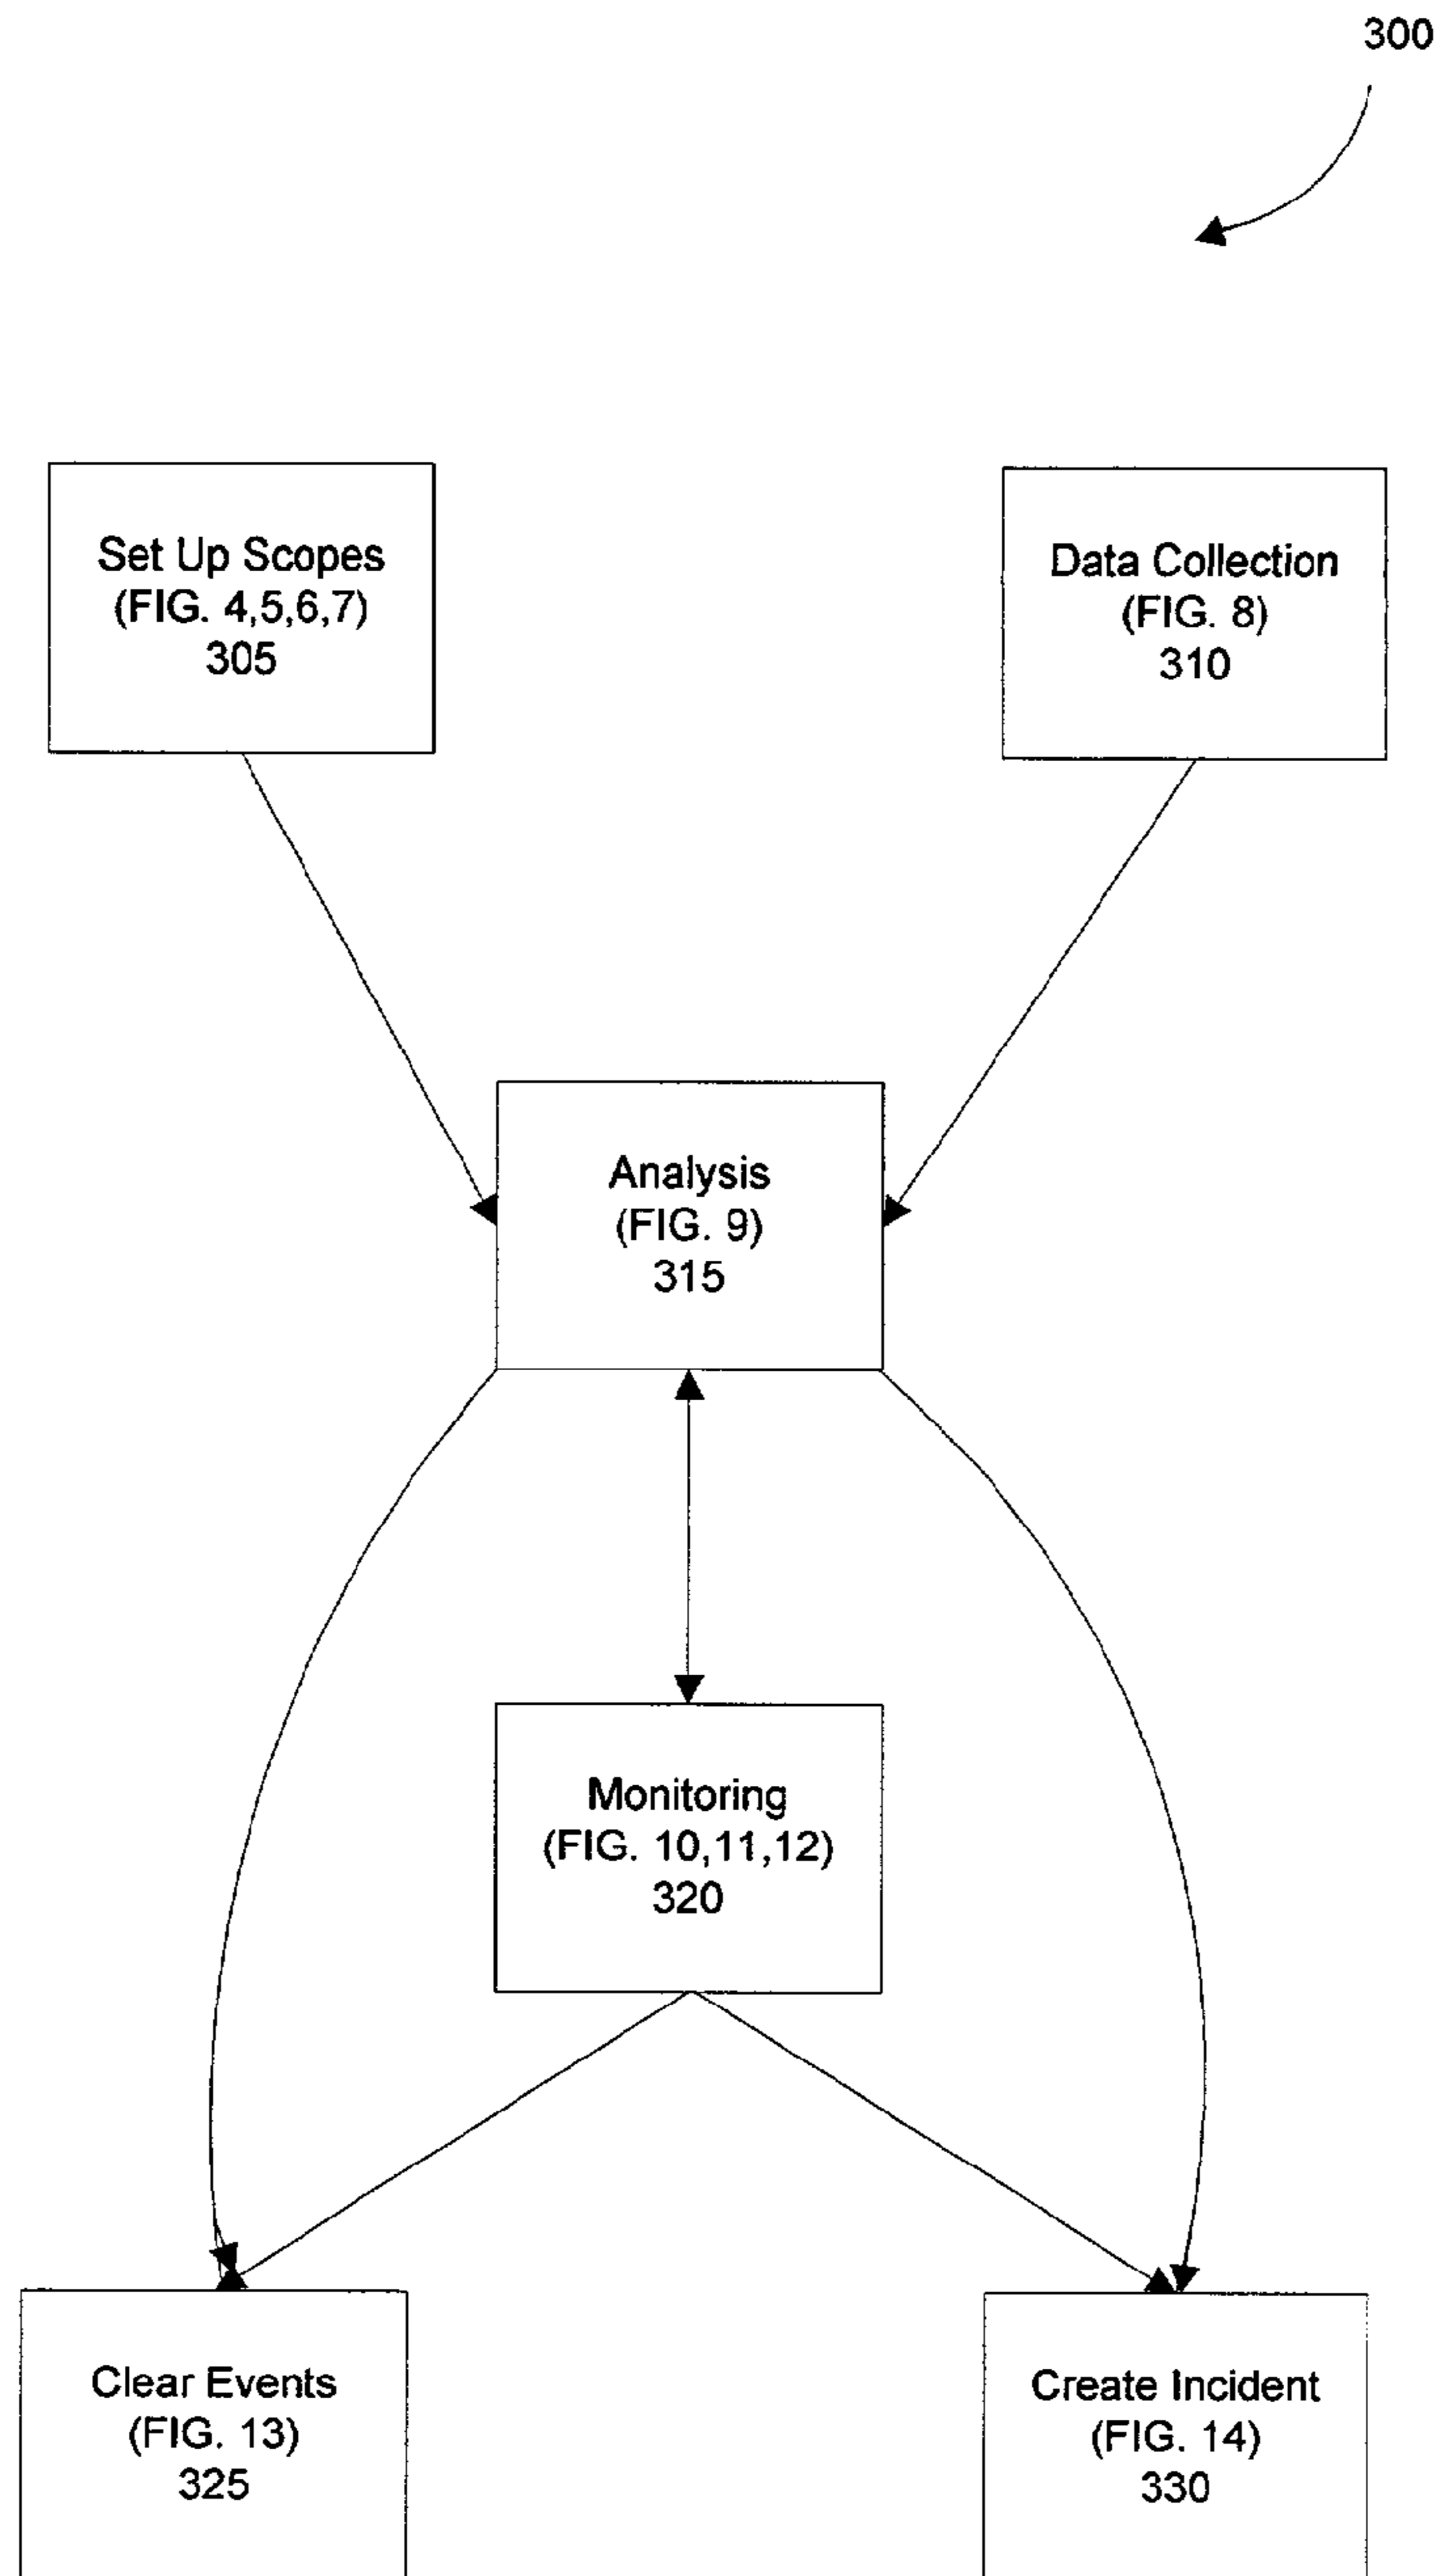 300
Set Up Scopes
(FIG. 4,5,6,7)
305
Data Collection
(FIG. 8)
310
Analysis
(FIG. 9)
315
Monitoring
(FIG. 10,11,12)
320
Clear Events
(FIG. 13)
325
Create Incident
(FIG. 14)
330